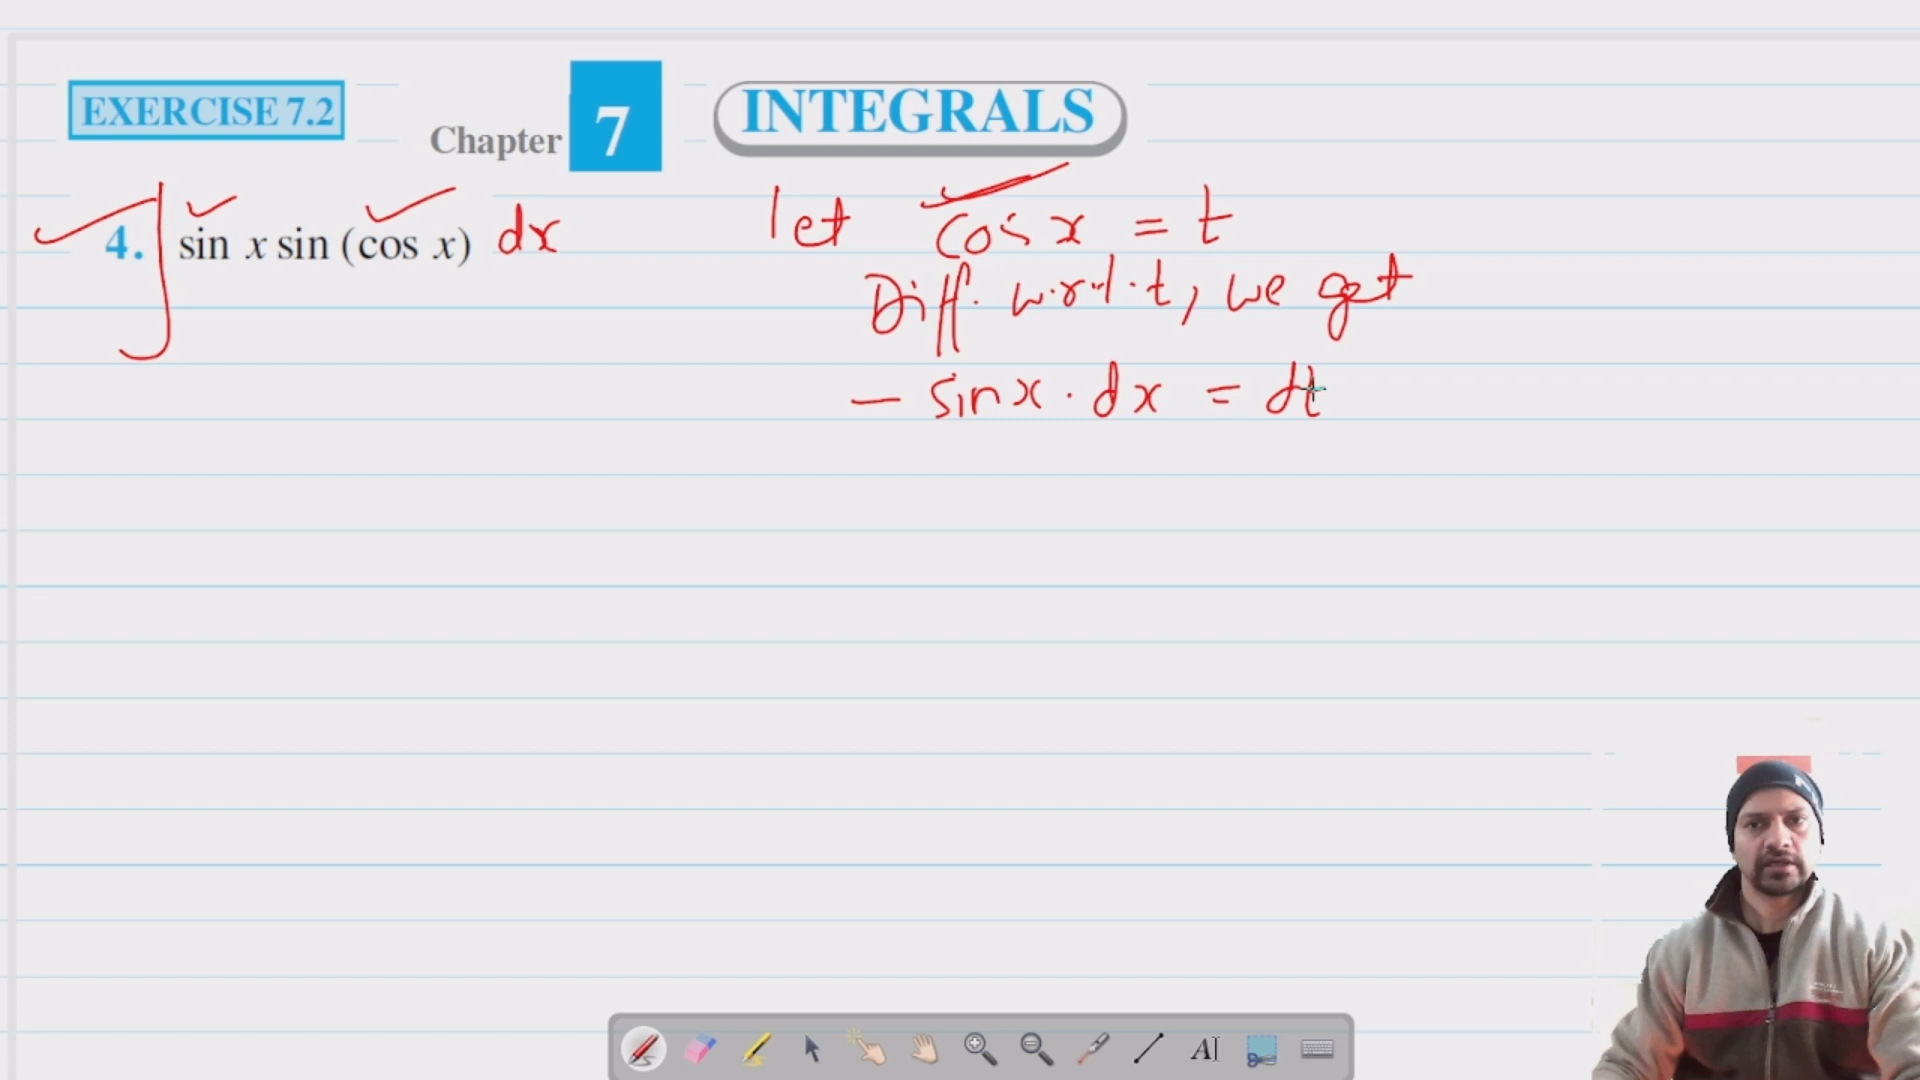 EXERCISE 7.2
Chapter 7 INTEGRALS
4. ∫ sin x sin (cos x) dx
let cos x = t
Diff. w.r.t. t, we get
— sin x . dx = dt
AI